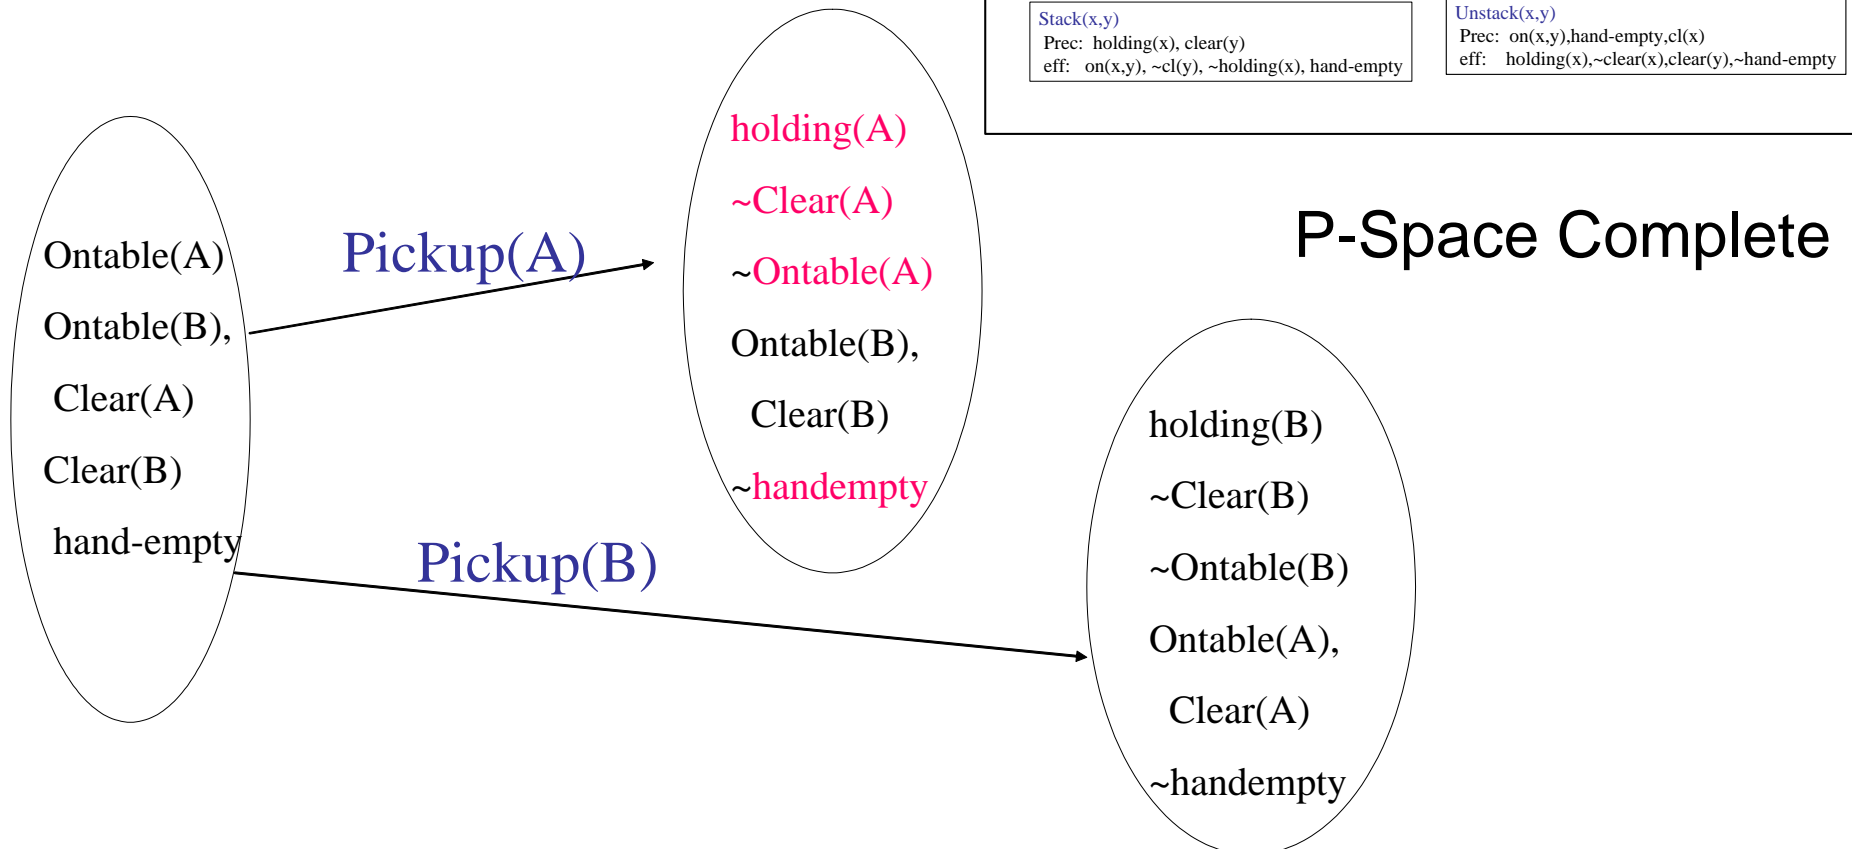 Stack(x,y)
Prec: holding(x), clear(y)
eff: on(x,y), ~cl(y), ~holding(x), hand-empty
Unstack(x,y)
Prec: on(x,y),hand-empty,cl(x)
eff: holding(x),~clear(x),clear(y),~hand-empty
Ontable(A)
Ontable(B),
Clear(A)
Clear(B)
hand-empty
Pickup(A)
Pickup(B)
holding(A)
~Clear(A)
~Ontable(A)
Ontable(B),
Clear(B)
~handempty
P-Space Complete
holding(B)
~Clear(B)
~Ontable(B)
Ontable(A),
Clear(A)
~handempty